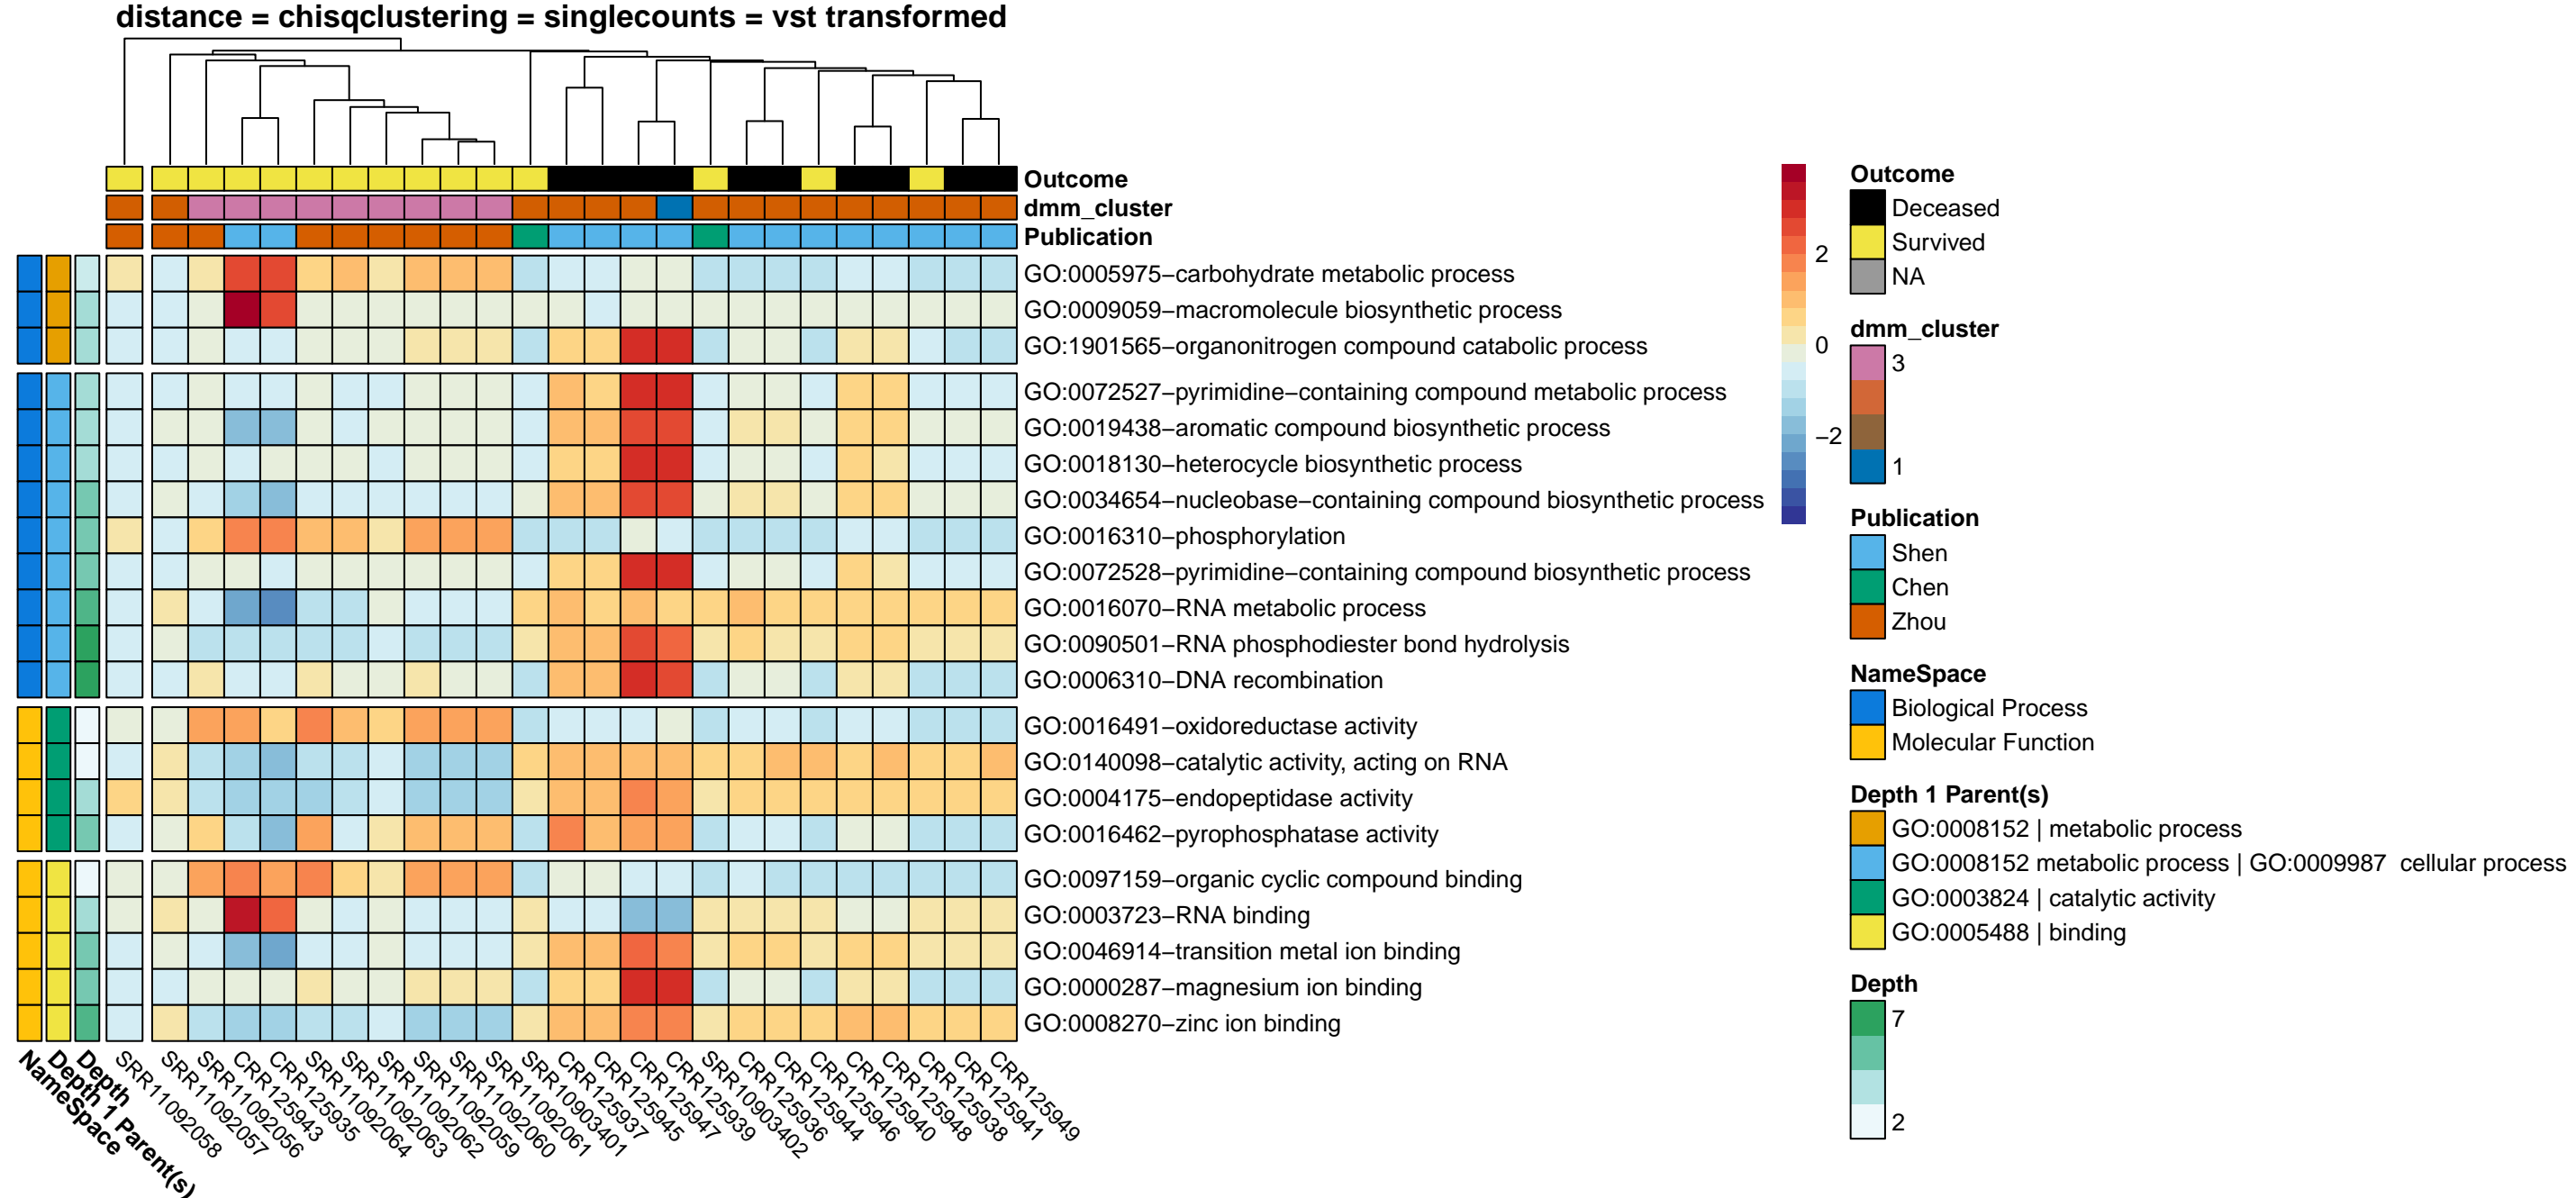 distance = chisqclustering = singlecounts = vst transformed
Outcome
dmm_cluster
Publication
GO:0005975−carbohydrate metabolic process
GO:0009059−macromolecule biosynthetic process
GO:1901565−organonitrogen compound catabolic process
GO:0072527−pyrimidine−containing compound metabolic process
GO:0019438−aromatic compound biosynthetic process
GO:0018130−heterocycle biosynthetic process
GO:0034654−nucleobase−containing compound biosynthetic process
GO:0016310−phosphorylation
GO:0072528−pyrimidine−containing compound biosynthetic process
GO:0016070−RNA metabolic process
GO:0090501−RNA phosphodiester bond hydrolysis
GO:0006310−DNA recombination
GO:0016491−oxidoreductase activity
GO:0140098−catalytic activity, acting on RNA
GO:0004175−endopeptidase activity
GO:0016462−pyrophosphatase activity
GO:0097159−organic cyclic compound binding
GO:0003723−RNA binding
GO:0046914−transition metal ion binding
GO:0000287−magnesium ion binding
GO:0008270−zinc ion binding
NameSpace
Depth 1 Parent(s)
Depth
SRR11092058
SRR11092057
SRR11092056
CRR125943
CRR125935
SRR11092064
SRR11092063
SRR11092062
SRR11092059
SRR11092060
SRR11092061
SRR10903401
CRR125937
CRR125945
CRR125947
CRR125939
SRR10903402
CRR125936
CRR125944
CRR125946
CRR125940
CRR125948
CRR125938
CRR125941
CRR125949
2
0
−2
Outcome
Deceased
Survived
NA
dmm_cluster
3
1
Publication
Shen
Chen
Zhou
NameSpace
Biological Process
Molecular Function
Depth 1 Parent(s)
GO:0008152 | metabolic process
GO:0008152 metabolic process | GO:0009987  cellular process
GO:0003824 | catalytic activity
GO:0005488 | binding
Depth
7
2